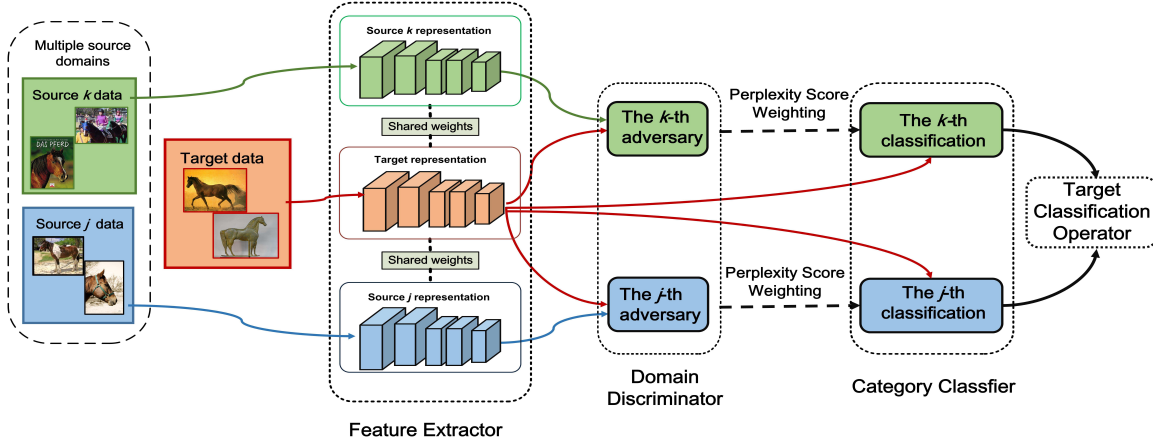 Multiple source
domains
Source k data
DAS PFERD
Source j data
Target data
Source k representation
Shared weights
Target representation
Shared weights
Source j representation
Feature Extractor
The k-th
adversary
The j-th
adversary
Domain
Discriminator
Perplexity Score
Weighting
Perplexity Score
Weighting
The k-th
classification
The j-th
classification
Category Classfier
Target
Classification
Operator